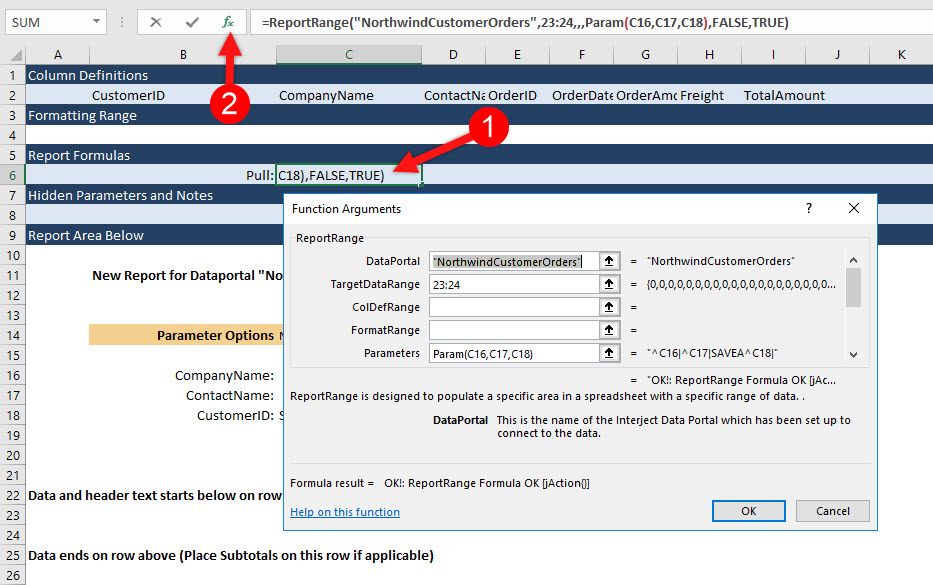 SUM
fx
=ReportRange("NorthwindCustomerOrders",23:24,,,Param(C16,C17,C18),FALSE,TRUE)
A B C D E F G H I J K
1 Column Definitions
2 CustomerID CompanyName ContactNa OrderID OrderDate OrderAmo Freight TotalAmount
2
3 Formatting Range
1
4
5 Report Formulas
6 Pull: C18),FALSE,TRUE)
7 Hidden Parameters and Notes
8
9 Report Area Below
10
11 New Report for Dataportal "No
12
13
14 Parameter Options
15
16 CompanyName:
17 ContactName:
18 CustomerID: S
19
20
21
22 Data and header text starts below on row
23
24
25 Data ends on row above (Place Subtotals on this row if applicable)
26
Function Arguments ?
ReportRange
DataPortal "NorthwindCustomerOrders" = "NorthwindCustomerOrders"
TargetDataRange 23:24 = {0,0,0,0,0,0,0,0,0,0,0,0,0,0,0,0,0,0,0,0...
ColDefRange =
FormatRange =
Parameters Param(C16,C17,C18) = "^C16|^C17|SAVEA^C18|"
= "OK!: ReportRange Formula OK [jAc...
ReportRange is designed to populate a specific area in a spreadsheet with a specific range of data. .
DataPortal This is the name of the Interject Data Portal which has been set up to
connect to the data.
Formula result = OK!: ReportRange Formula OK [jAction{}]
Help on this function
OK Cancel